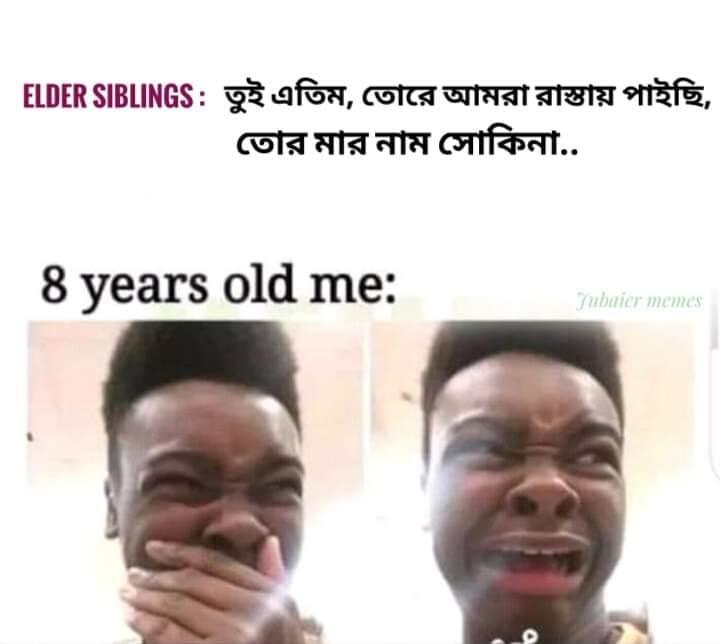 ELDER SIBLINGS : তুই এতিম, তোরে আমরা রাস্তায় পাইছি,
তোর মার নাম সোকিনা..
8 years old me:
Jubaier memes